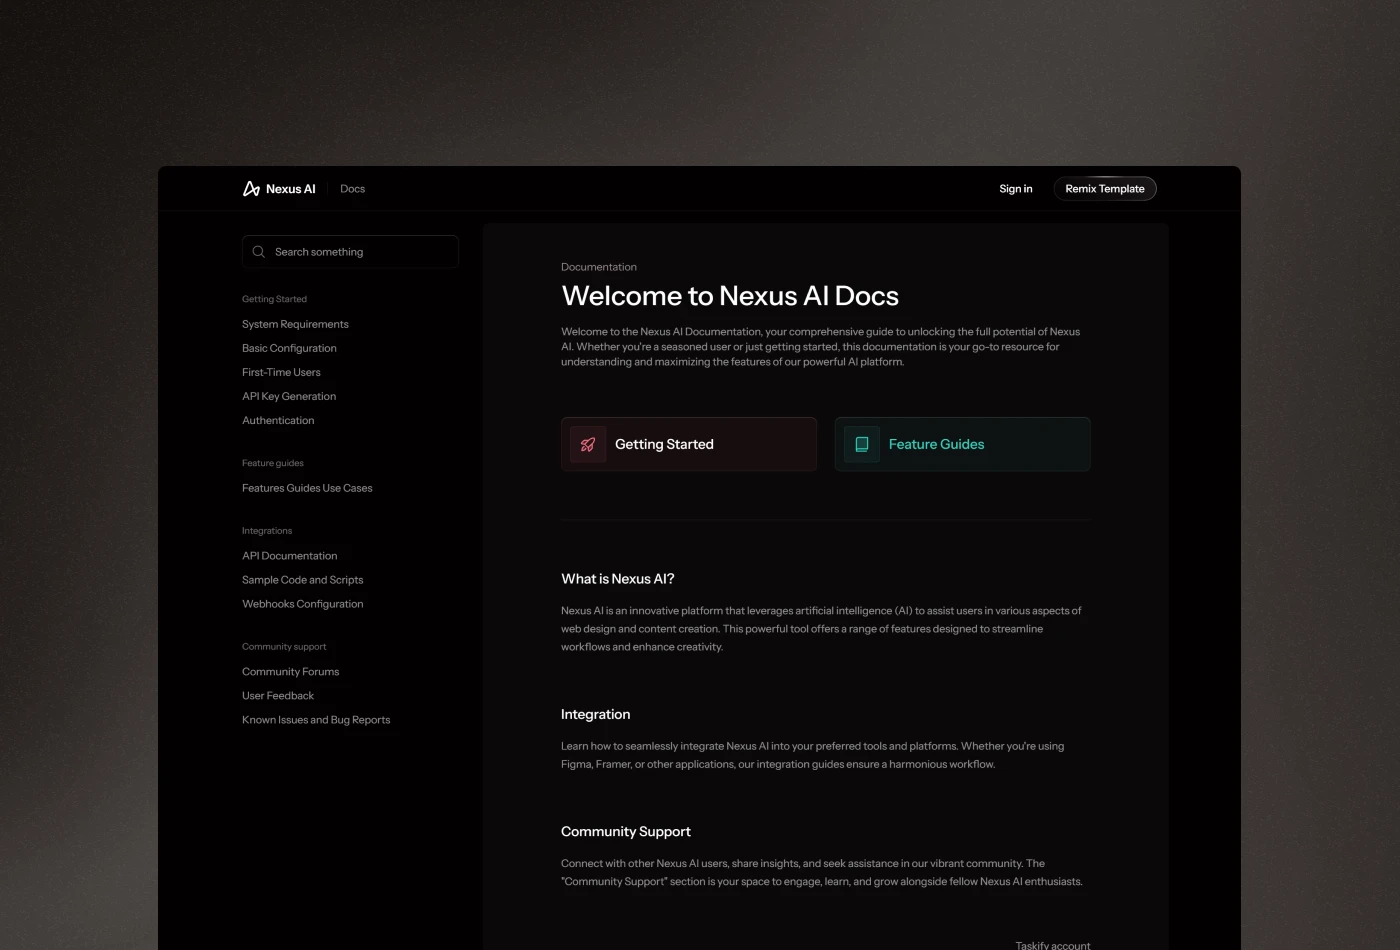 Nexus AI
Docs
Sign in
Remix Template
Search something
Getting Started
System Requirements
Basic Configuration
First-Time Users
API Key Generation
Authentication
Feature guides
Features Guides Use Cases
Integrations
API Documentation
Sample Code and Scripts
Webhooks Configuration
Community support
Community Forums
User Feedback
Known Issues and Bug Reports
Documentation
Welcome to Nexus AI Docs
Welcome to the Nexus AI Documentation, your comprehensive guide to unlocking the full potential of Nexus
AI. Whether you're a seasoned user or just getting started, this documentation is your go-to resource for
understanding and maximizing the features of our powerful AI platform.
Getting Started
Feature Guides
What is Nexus AI?
Nexus AI is an innovative platform that leverages artificial intelligence (AI) to assist users in various aspects of
web design and content creation. This powerful tool offers a range of features designed to streamline
workflows and enhance creativity.
Integration
Learn how to seamlessly integrate Nexus AI into your preferred tools and platforms. Whether you're using
Figma, Framer, or other applications, our integration guides ensure a harmonious workflow.
Community Support
Connect with other Nexus AI users, share insights, and seek assistance in our vibrant community. The
"Community Support" section is your space to engage, learn, and grow alongside fellow Nexus AI enthusiasts.
Taskify account